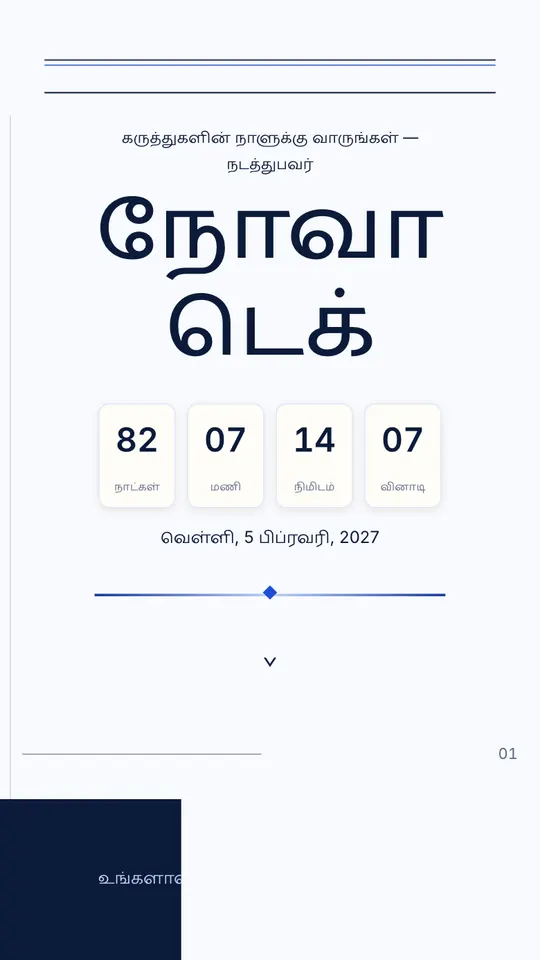 கருத்துகளின் நாளுக்கு வாருங்கள் —
நடத்துபவர்
நோவா
டெக்
82 07 14 07
நாட்கள் மணி நிமிடம் வினாடி
வெள்ளி, 5 பிப்ரவரி, 2027
01